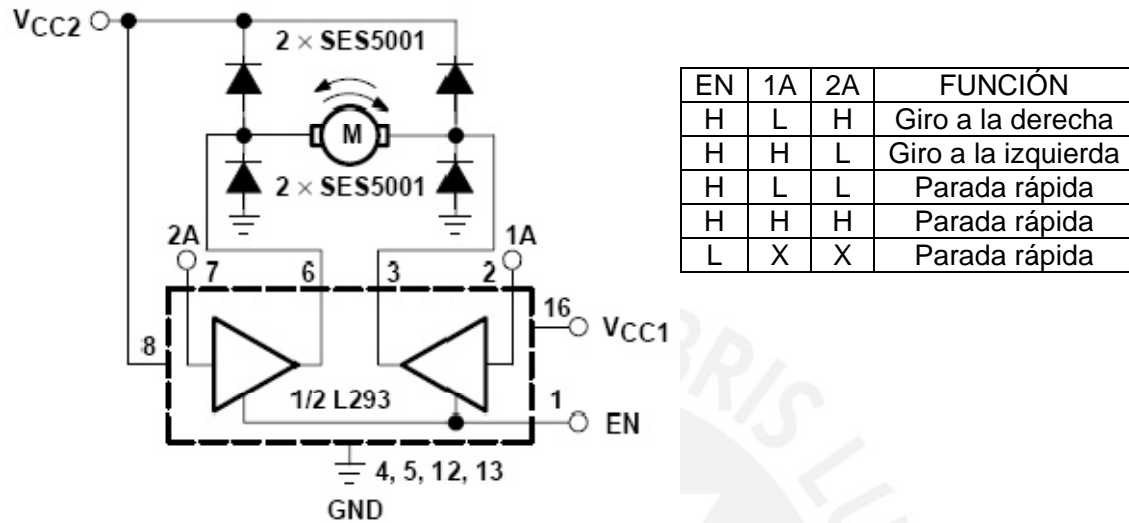 VCC2
2 × SES5001
M
2 × SES5001
2A
1A
7
6
3
2
16
VCC1
8
1/2 L293
1
EN
4, 5, 12, 13
GND
EN 1A 2A FUNCIÓN
H L H Giro a la derecha
H H L Giro a la izquierda
H L L Parada rápida
H H H Parada rápida
L X X Parada rápida